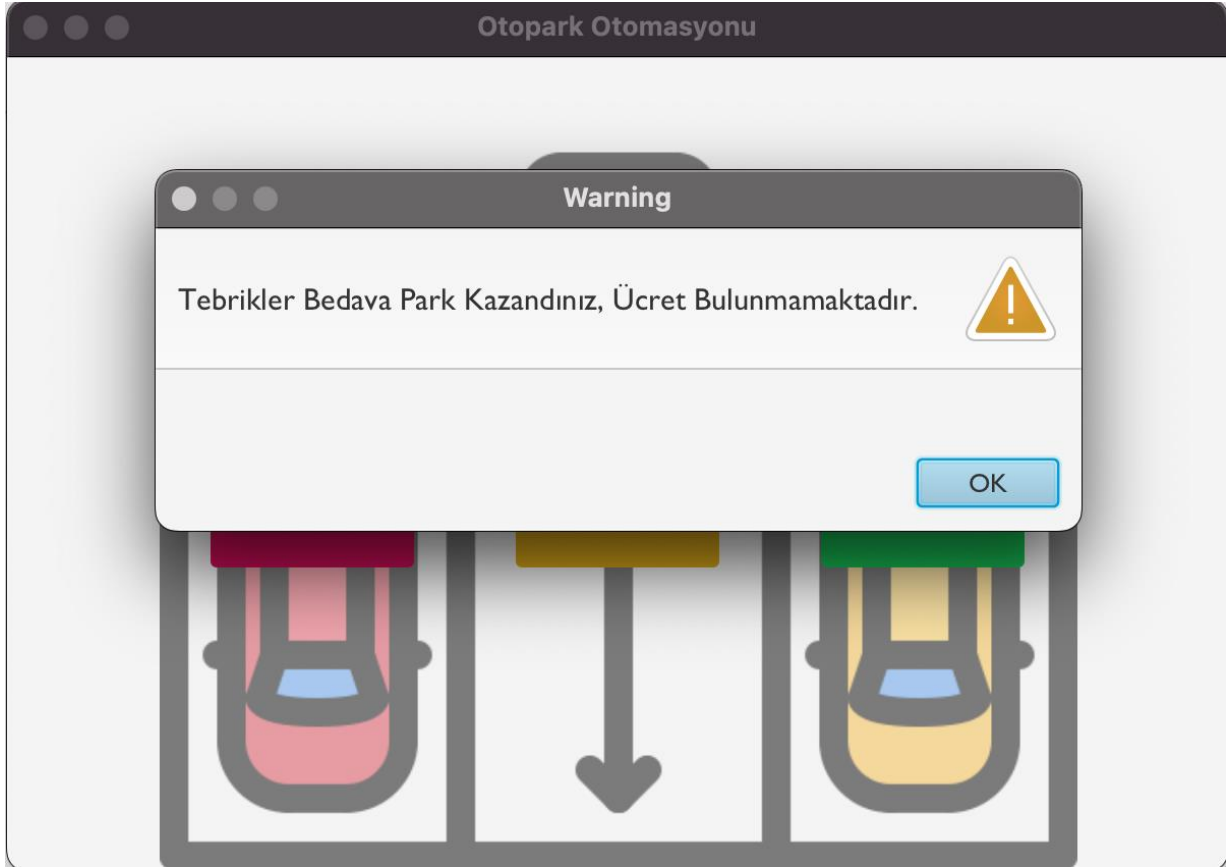 Otopark Otomasyonu
Warning
Tebrikler Bedava Park Kazandınız, Ücret Bulunmamaktadır.
OK